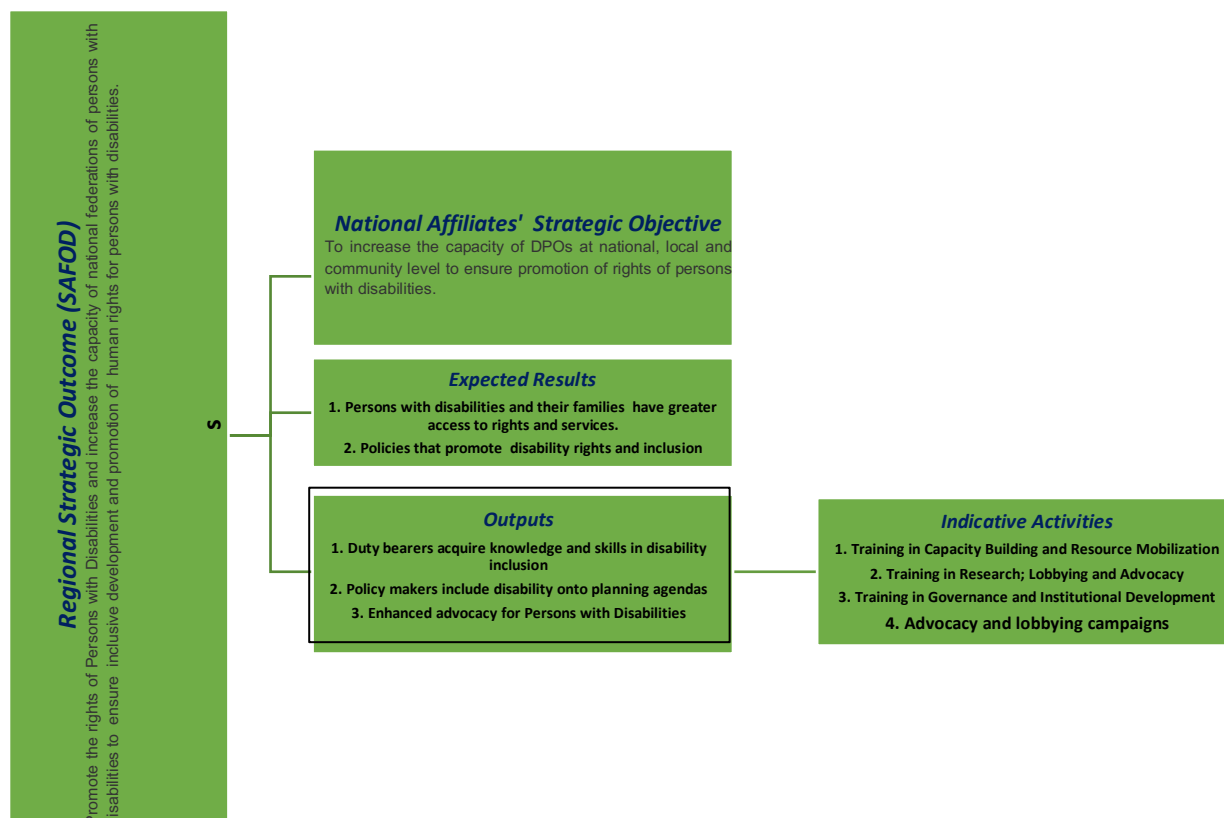 Regional Strategic Outcome (SAFOD)
Promote the rights of Persons with Disabilities and increase the capacity of national federations of persons with
isabilities to ensure inclusive development and promotion of human rights for persons with disabilities.
s
National Affiliates' Strategic Objective
To increase the capacity of DPOs at national, local and
community level to ensure promotion of rights of persons
with disabilities.
Expected Results
1. Persons with disabilities and their families have greater
access to rights and services.
2. Policies that promote disability rights and inclusion
Outputs
1. Duty bearers acquire knowledge and skills in disability
inclusion
2. Policy makers include disability onto planning agendas
3. Enhanced advocacy for Persons with Disabilities
Indicative Activities
1. Training in Capacity Building and Resource Mobilization
2. Training in Research; Lobbying and Advocacy
3. Training in Governance and Institutional Development
4. Advocacy and lobbying campaigns